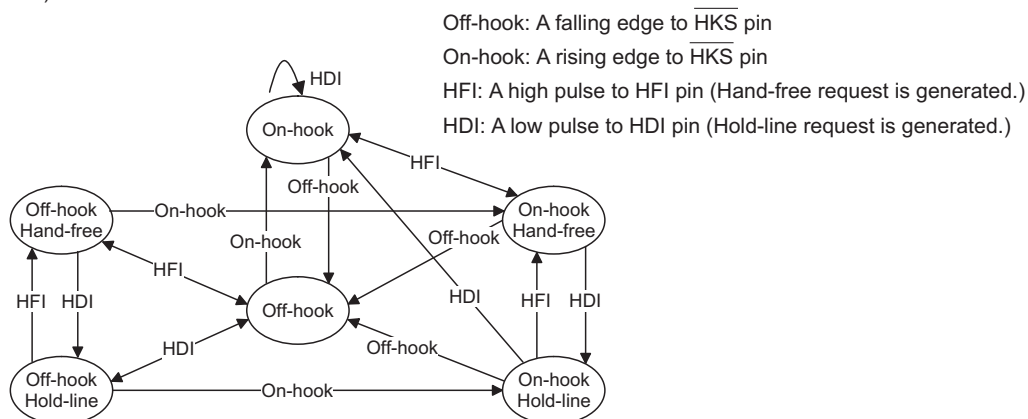 Off-hook: A falling edge to HKS pin
On-hook: A rising edge to HKS pin
HFI: A high pulse to HFI pin (Hand-free request is generated.)
HDI: A low pulse to HDI pin (Hold-line request is generated.)
HDI
On-hook
HFI
Off-hook
Off-hook
Hand-free
On-hook
On-hook
Hand-free
On-hook
Off-hook
HFI
HFI
HDI
Off-hook
HDI
HFI
HDI
HDI
Off-hook
Off-hook
Hold-line
On-hook
On-hook
Hold-line